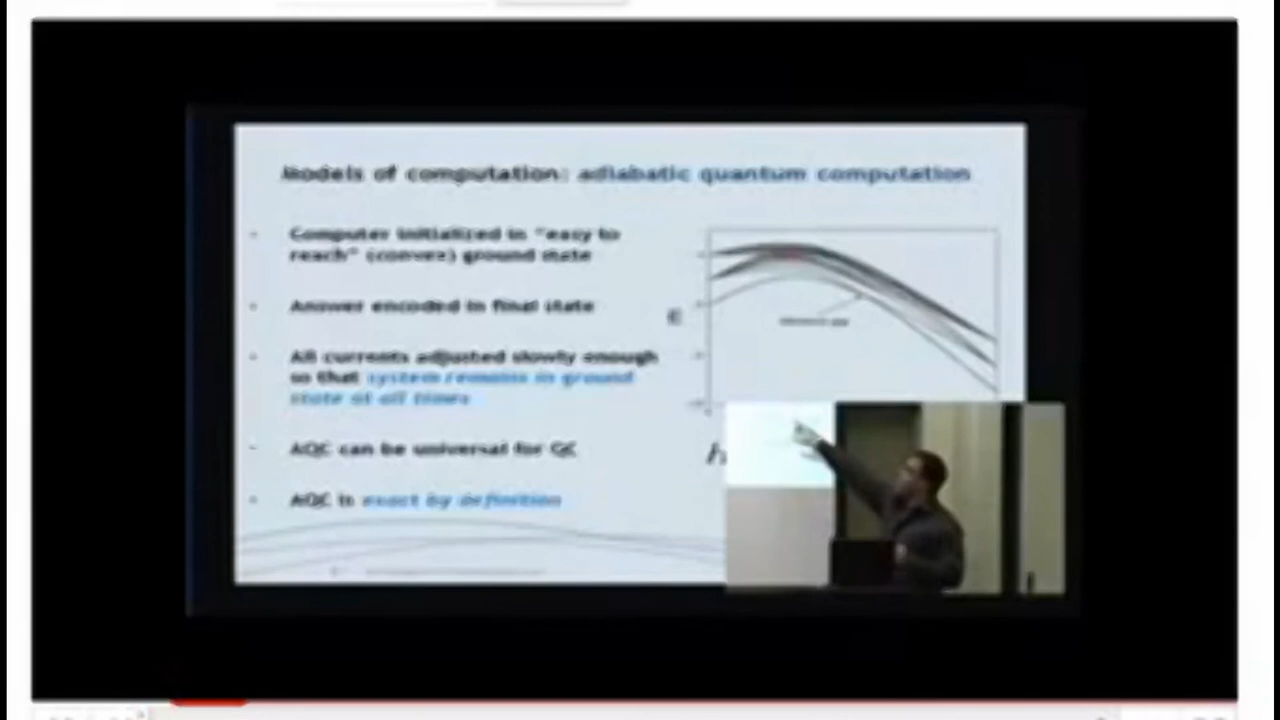 Models of computation: adiabatic quantum computation
- Computer initialized in "easy to
reach" (convex) ground state
- Answer encoded in final state
- All currents adjusted slowly enough
so that system remains in ground
state at all times
- AQC can be universal for QC
- AQC is exact by definition
E
minimum gap
h